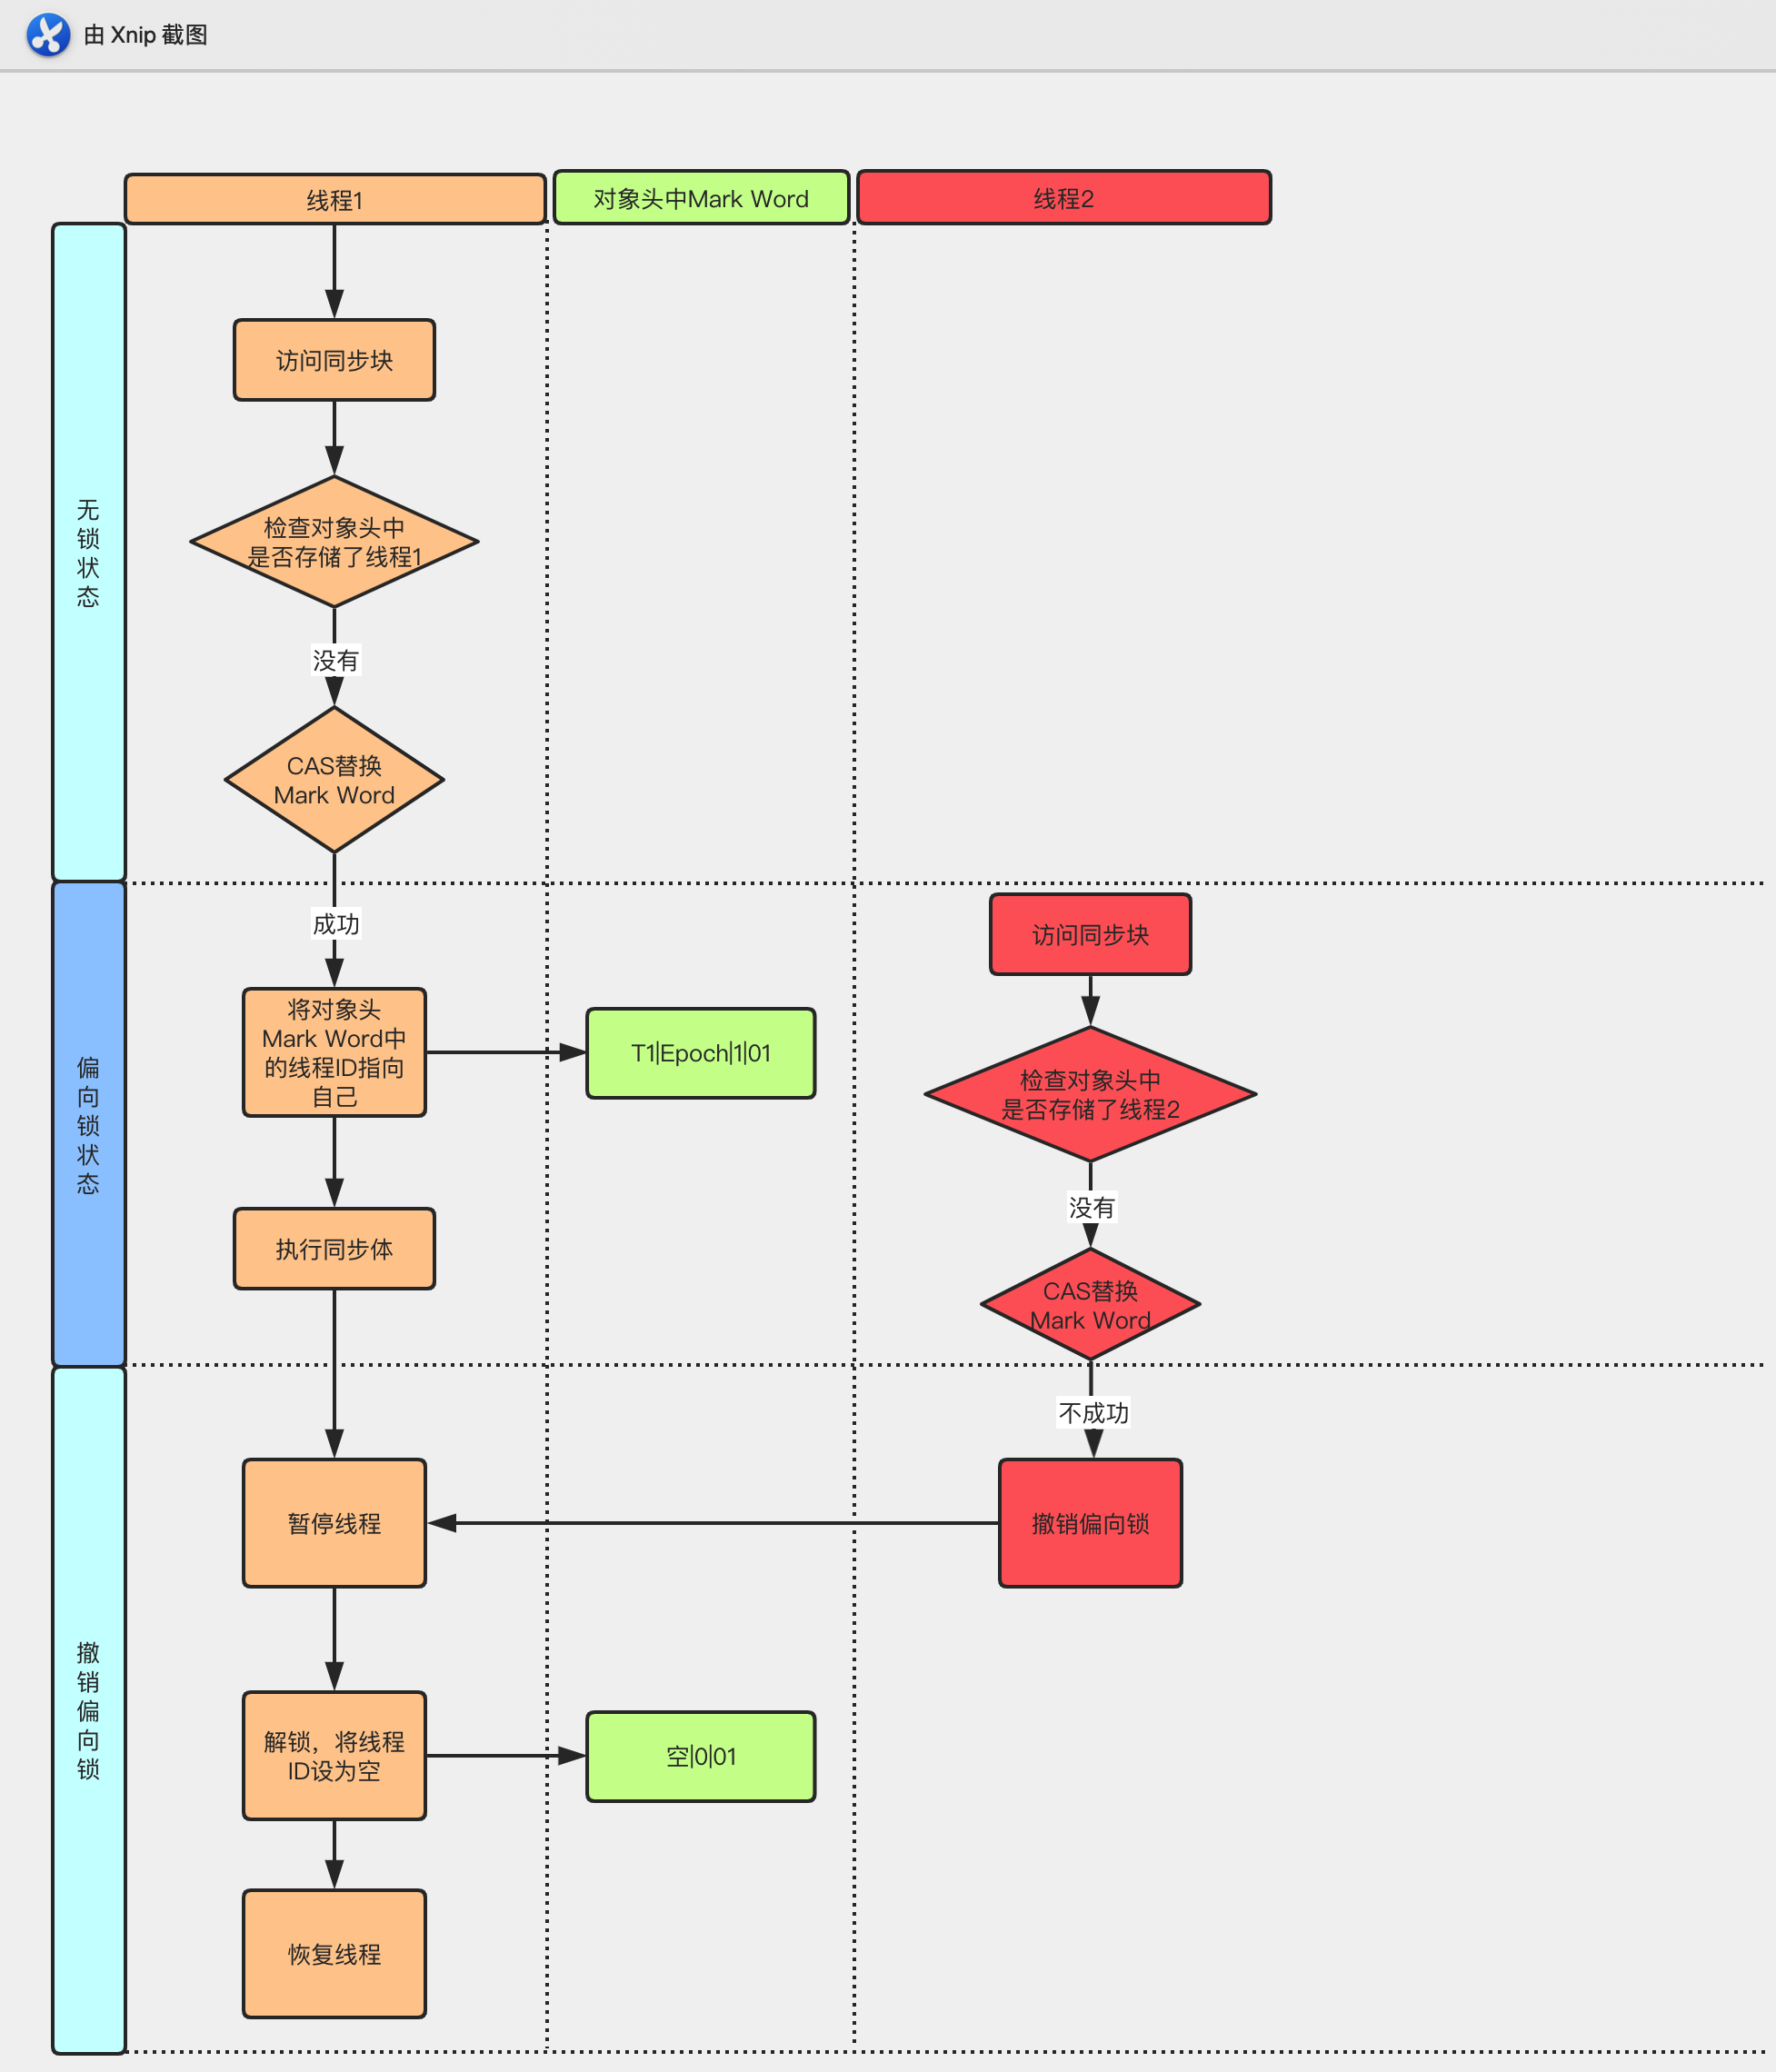 由 Xnip 截图
线程1
对象头中Mark Word
线程2
无
锁
状
态
访问同步块
检查对象头中
是否存储了线程1
没有
CAS替换
Mark Word
偏
向
锁
状
态
成功
将对象头
Mark Word中
的线程ID指向
自己
T1|Epoch|1|01
执行同步体
访问同步块
检查对象头中
是否存储了线程2
没有
CAS替换
Mark Word
撤
销
偏
向
锁
不成功
暂停线程
撤销偏向锁
解锁，将线程
ID设为空
空|0|01
恢复线程